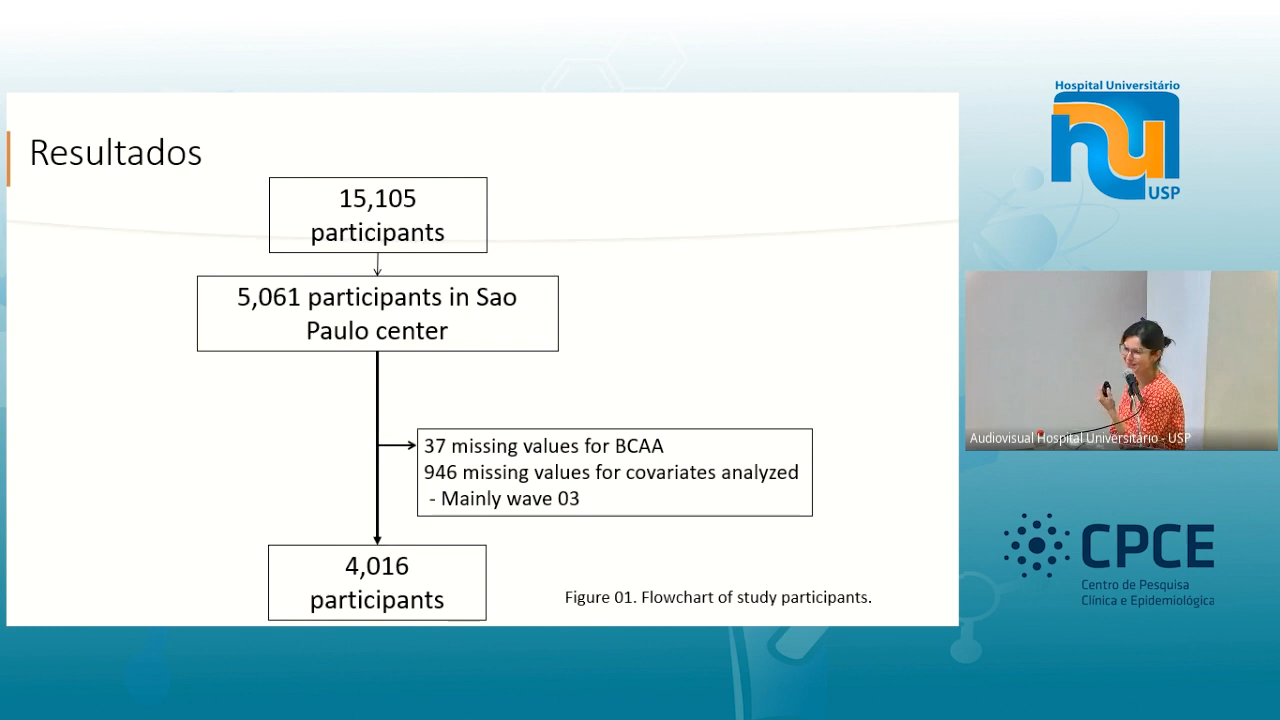 Resultados
15,105
participants
5,061 participants in Sao
Paulo center
37 missing values for BCAA
946 missing values for covariates analyzed
- Mainly wave 03
4,016
participants
Figure 01. Flowchart of study participants.
Hospital Universitário
hu
USP
Audiovisual Hospital Universitário - USP
CPCE
Centro de Pesquisa
Clínica e Epidemiológica